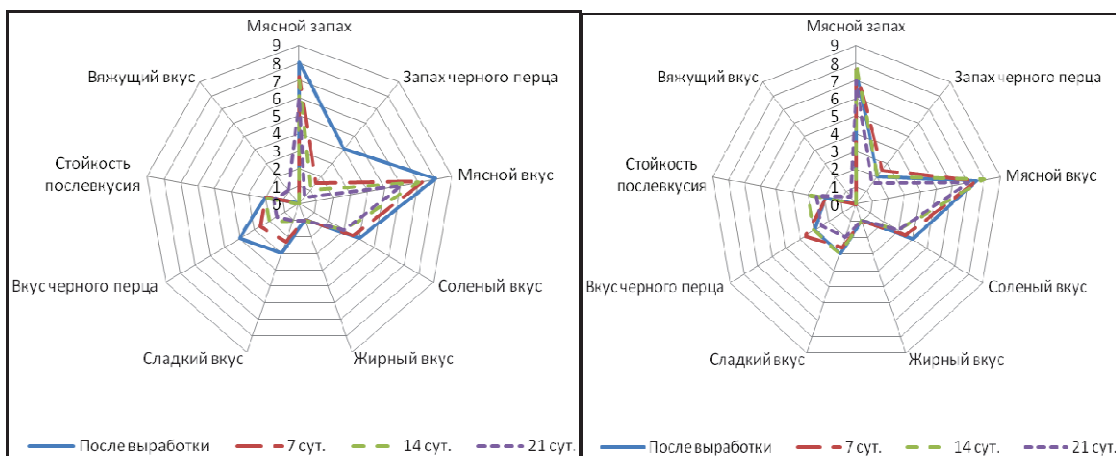 Мясной запах
Запах черного перца
Мясной вкус
Соленый вкус
Жирный вкус
Сладкий вкус
Вкус черного перца
Стойкость
послевкусия
Вяжущий вкус
9
8
7
6
5
4
3
2
1
0
После выработки
7 сут.
14 сут.
21 сут.
Мясной запах
Запах черного перца
Мясной вкус
Соленый вкус
Жирный вкус
Сладкий вкус
Вкус черного перца
Стойкость
послевкусия
Вяжущий вкус
9
8
7
6
5
4
3
2
1
0
После выработки
7 сут.
14 сут.
21 сут.